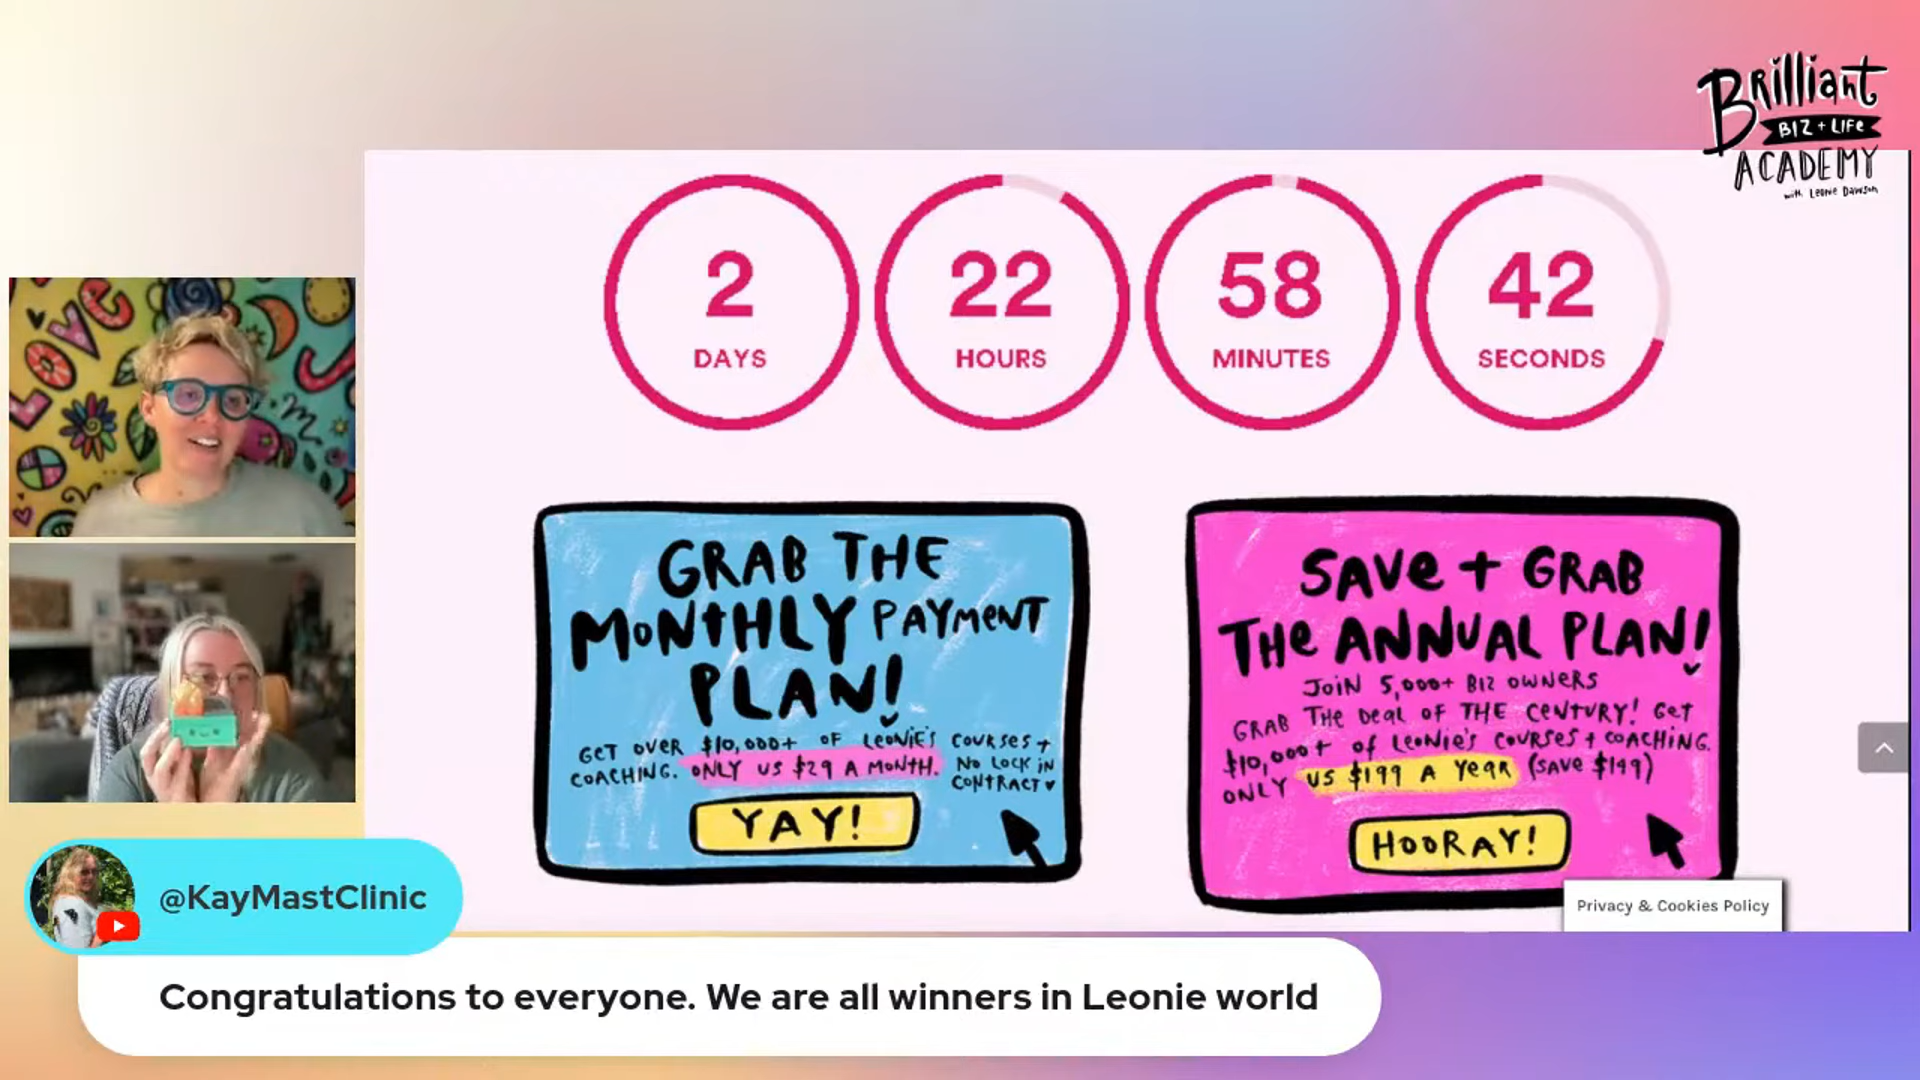 Brilliant
BIZ + LIFE
ACADEMY
with Leonie Dawson
2
DAYS
22
HOURS
58
MINUTES
42
SECONDS
LOVE
GRAB THE
MONTHLY PAYMENT
PLAN!
GET OVER $10,000+ OF LEONIE'S COURSES +
COACHING. ONLY US $29 A MONTH. NO LOCK IN
CONTRACT ♥
YAY!
SAVE + GRAB
THE ANNUAL PLAN!
JOIN 5,000+ BIZ OWNERS
GRAB THE DEAL OF THE CENTURY! GET
$10,000+ OF LEONIE'S COURSES + COACHING.
ONLY US $199 A YEAR (SAVE $149)
HOORAY!
Privacy & Cookies Policy
@KayMastClinic
Congratulations to everyone. We are all winners in Leonie world